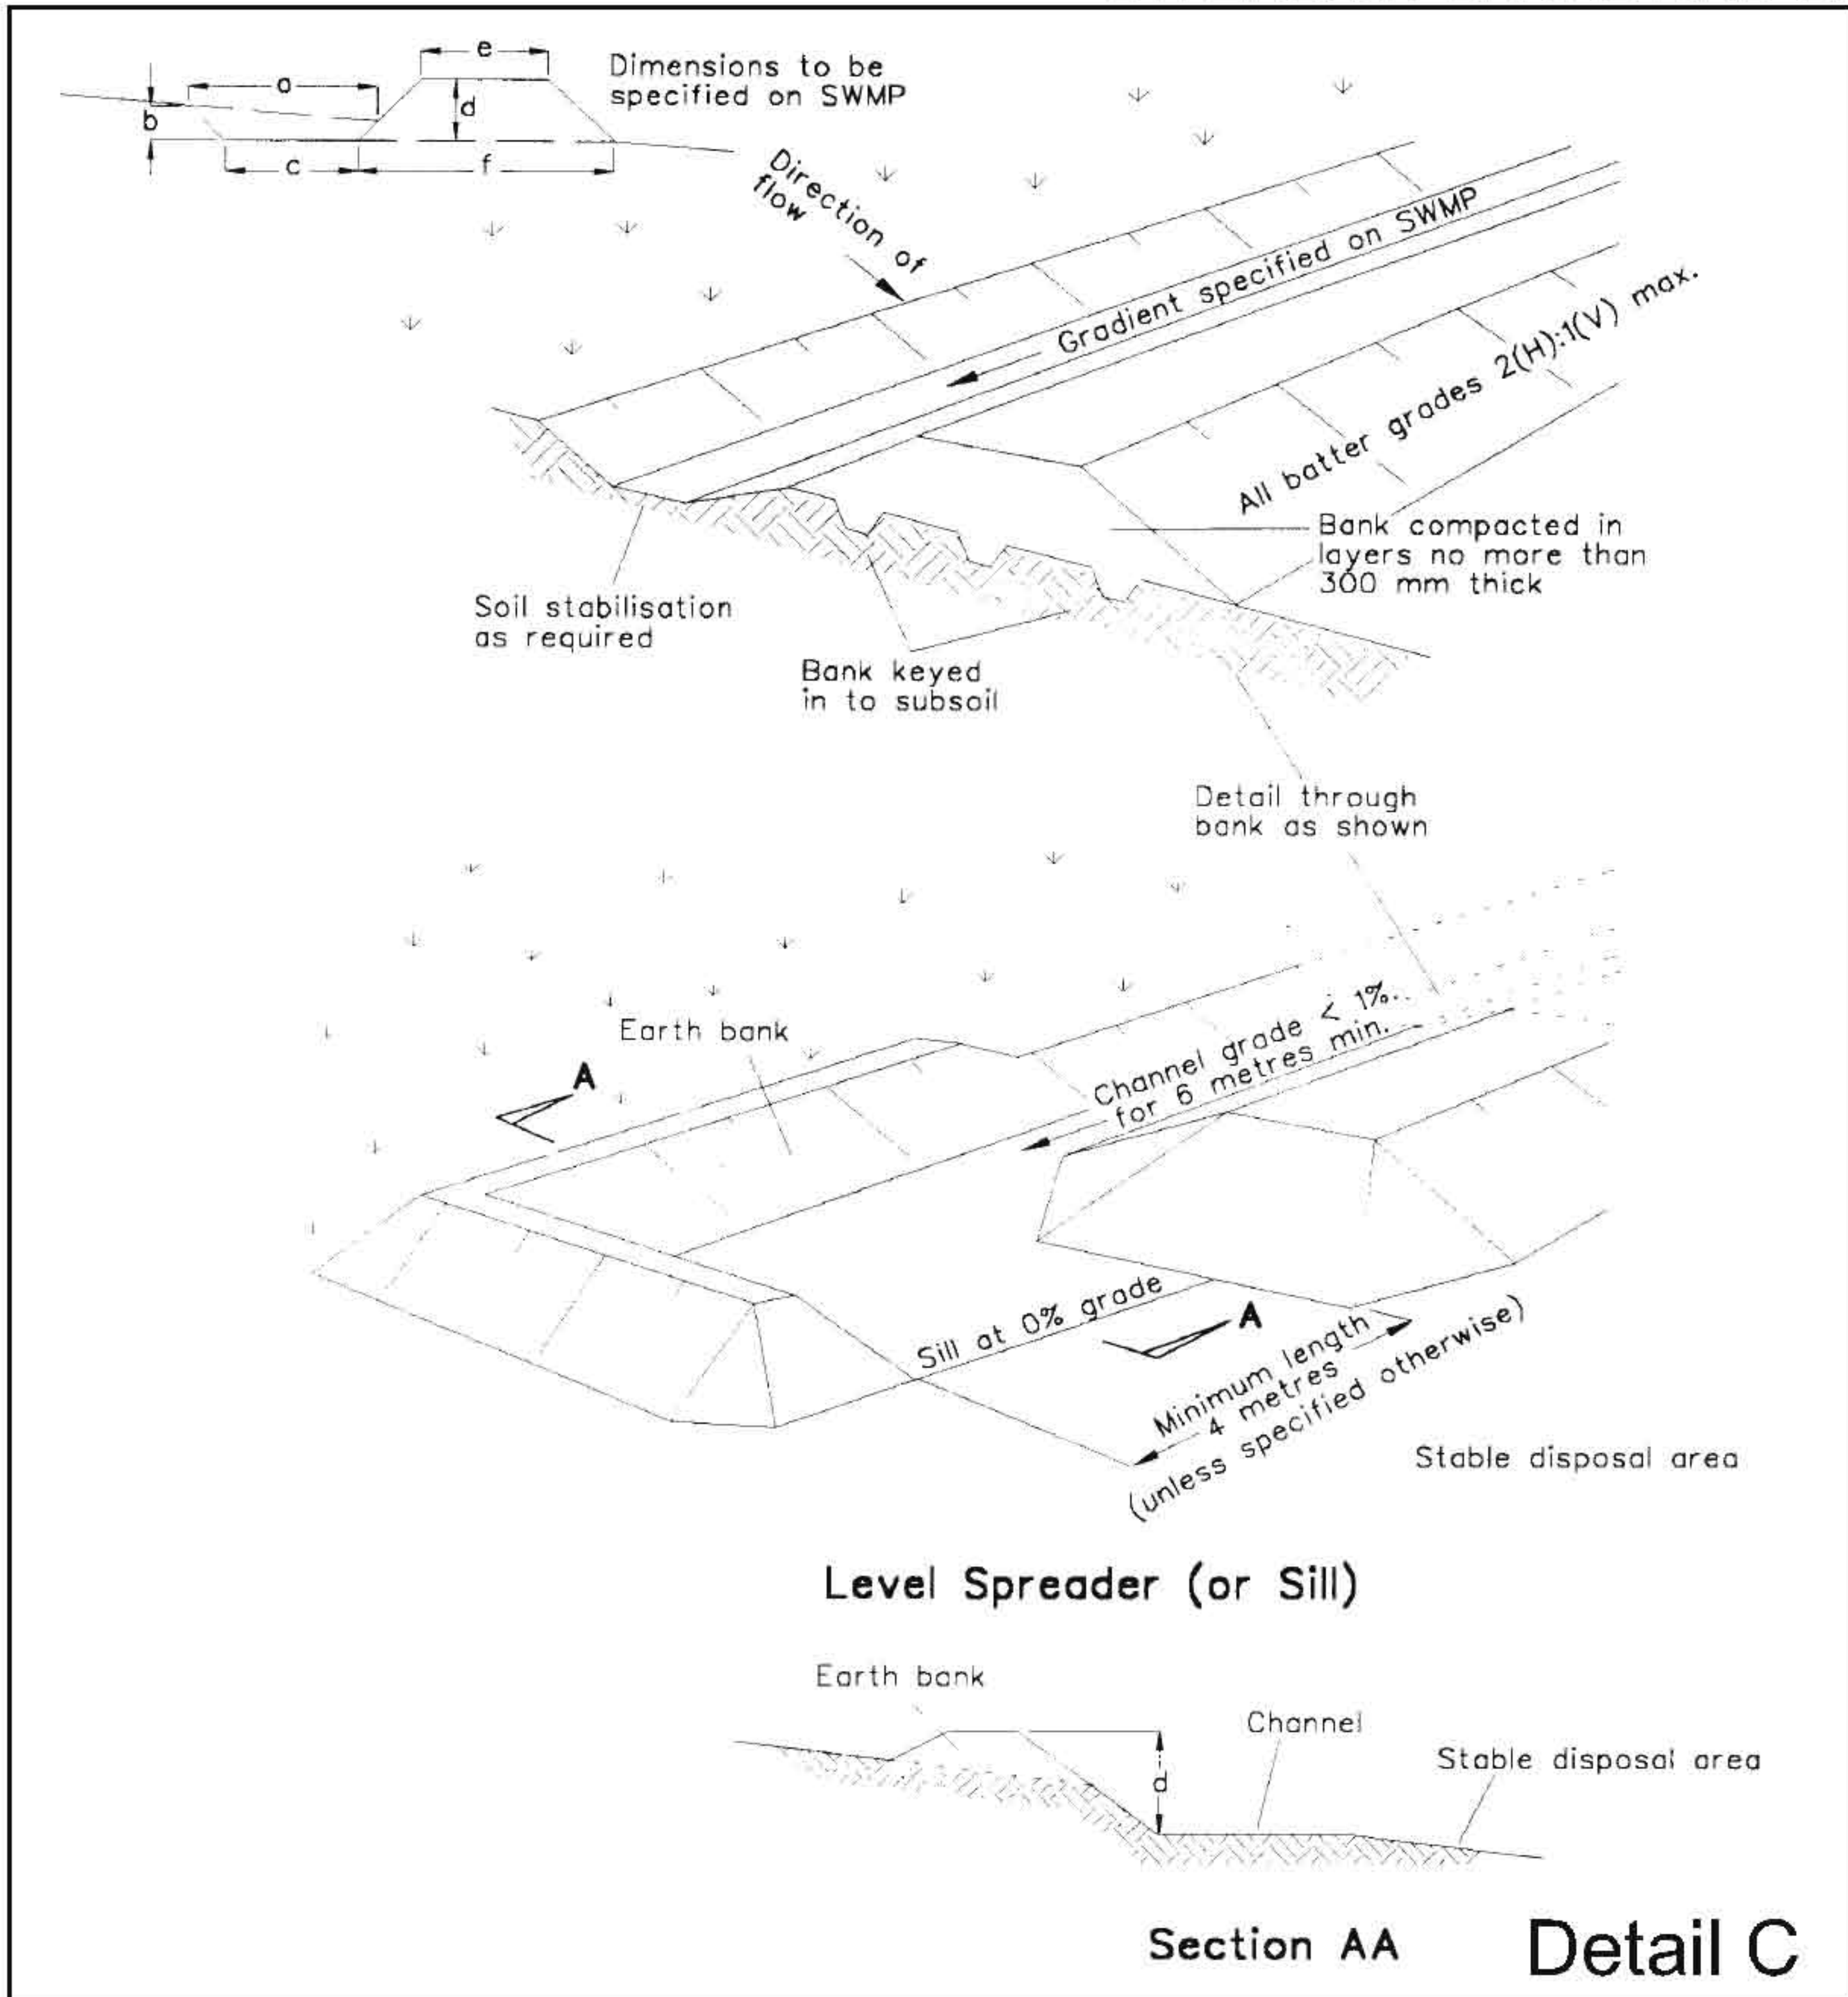 e
Dimensions to be
specified on SWMP
a
b
d
c
f
Direction of
flow
Gradient specified on SWMP
All batter grades 2(H):1(V) max.
Bank compacted in
layers no more than
300 mm thick
Soil stabilisation
as required
Bank keyed
in to subsoil
Detail through
bank as shown
Earth bank
A
Channel grade < 1%
for 6 metres min.
Sill at 0% grade
A
Minimum length
4 metres
(unless specified otherwise)
Stable disposal area
Level Spreader (or Sill)
Earth bank
Channel
d
Stable disposal area
Section AA
Detail C